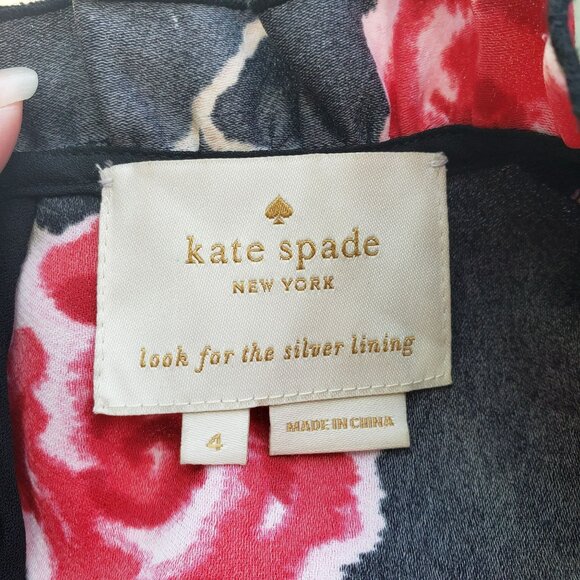 kate spade
NEW YORK
look for the silver lining
4
MADE IN CHINA